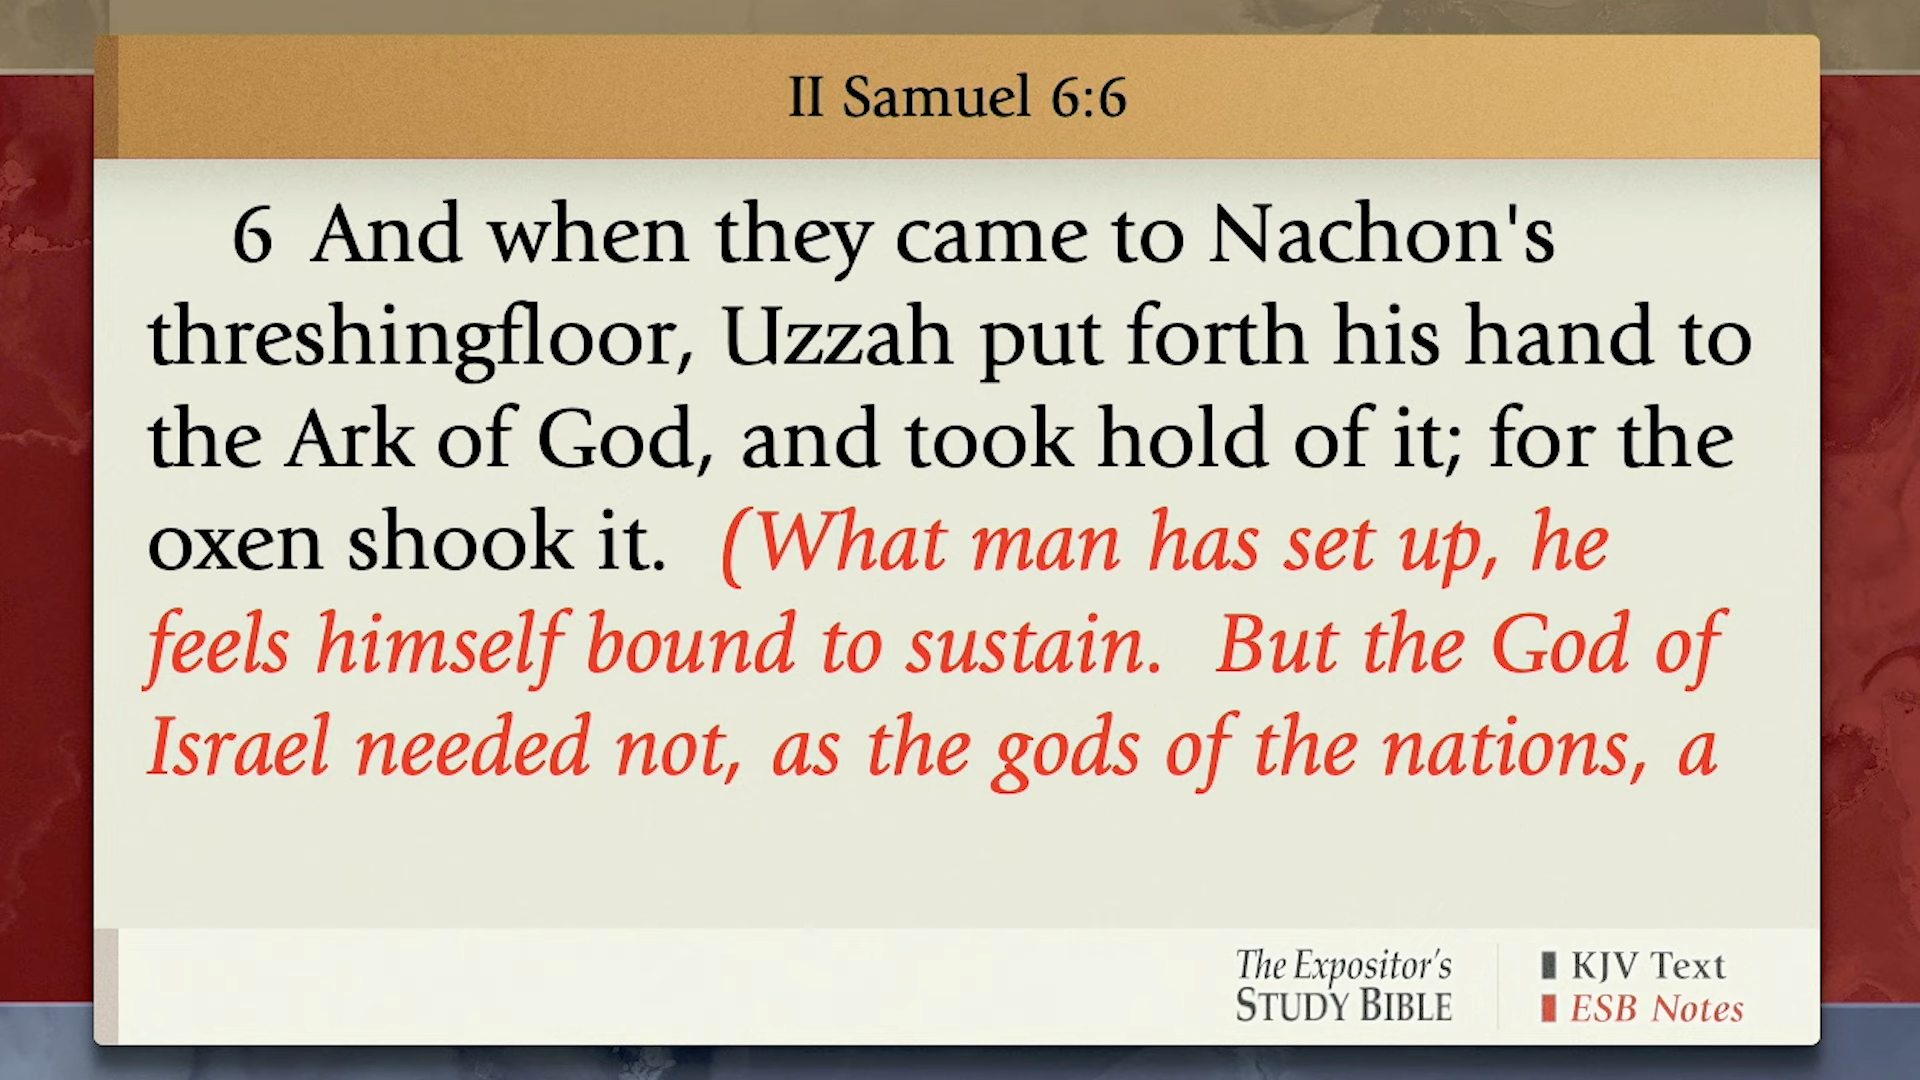 II Samuel 6:6
6 And when they came to Nachon's
threshingfloor, Uzzah put forth his hand to
the Ark of God, and took hold of it; for the
oxen shook it. (What man has set up, he
feels himself bound to sustain. But the God of
Israel needed not, as the gods of the nations, a
The Expositor's
STUDY BIBLE
KJV Text
ESB Notes